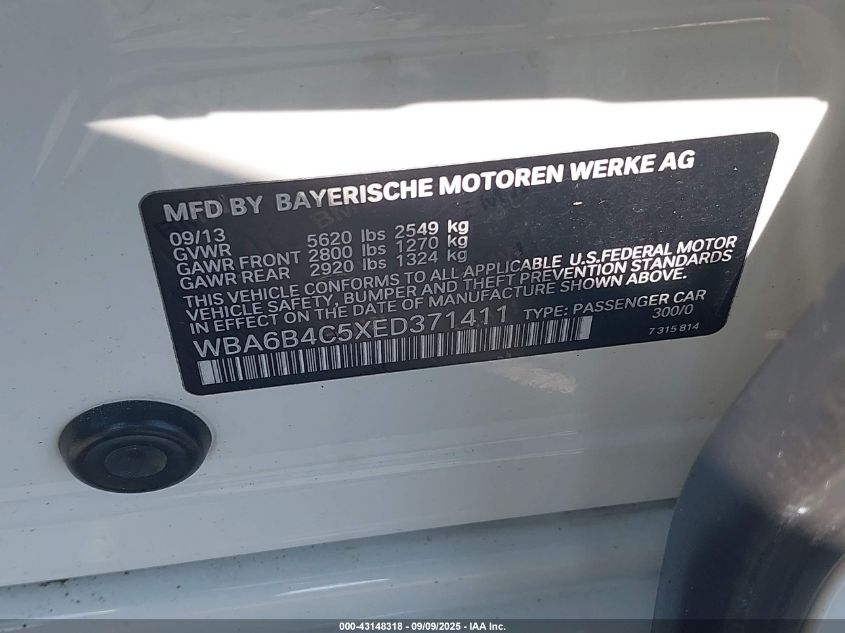 MFD BY BAYERISCHE MOTOREN WERKE AG
09/13
GVWR 5620 lbs 2549 kg
GAWR FRONT 2800 lbs 1270 kg
GAWR REAR 2920 lbs 1324 kg
THIS VEHICLE CONFORMS TO ALL APPLICABLE U.S.FEDERAL MOTOR
VEHICLE SAFETY, BUMPER AND THEFT PREVENTION STANDARDS
IN EFFECT ON THE DATE OF MANUFACTURE SHOWN ABOVE.
WBA6B4C5XED371411 TYPE: PASSENGER CAR
300/0
7 315 814
000-43148318 - 09/09/2025 - IAA Inc.